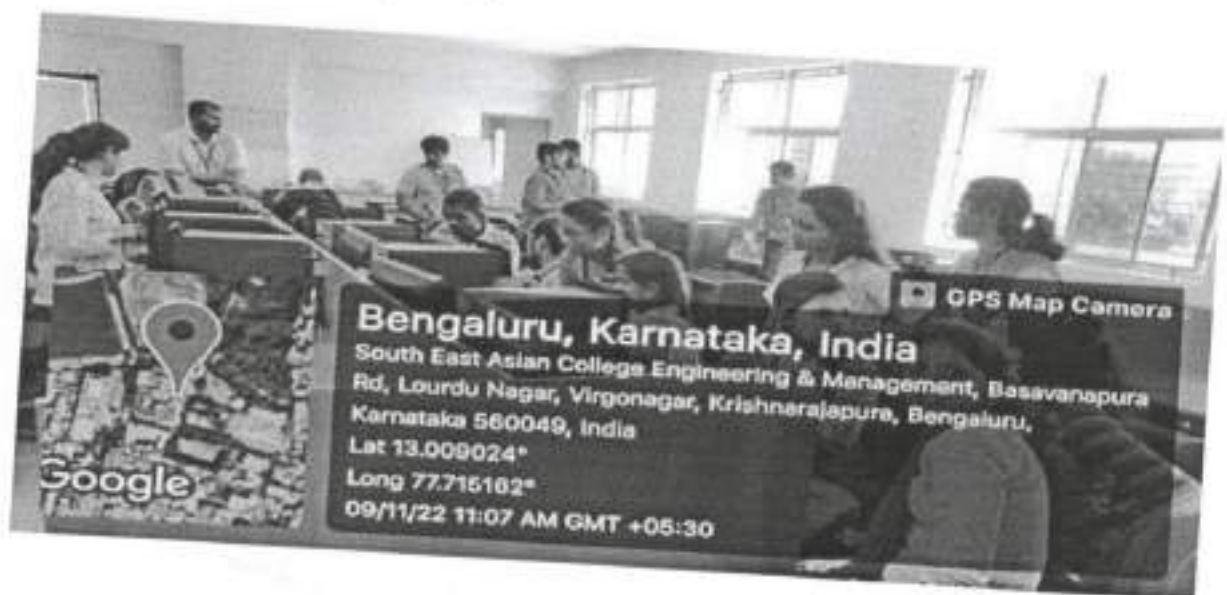 GPS Map Camera
Bengaluru, Karnataka, India
South East Asian College Engineering & Management, Basavanapura
Rd, Lourdu Nagar, Virgonagar, Krishnarajapura, Bengaluru,
Karnataka 560049, India
Lat 13.009024°
Long 77.715162°
09/11/22 11:07 AM GMT +05:30
Google